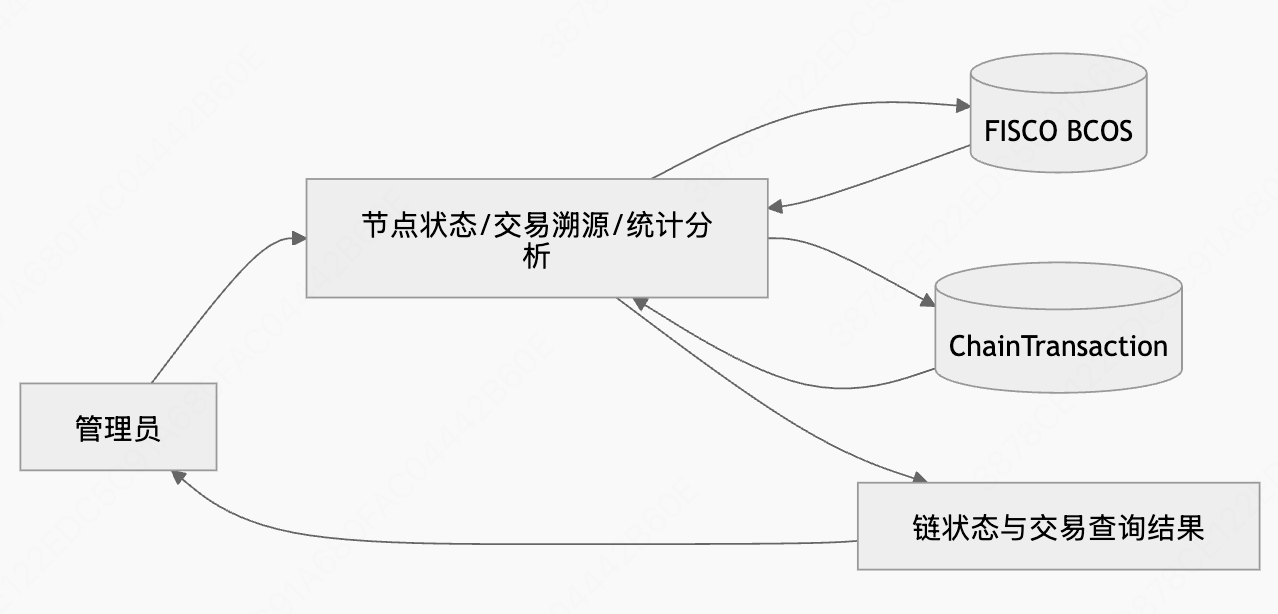 FISCO BCOS
节点状态/交易溯源/统计分
析
ChainTransaction
管理员
链状态与交易查询结果